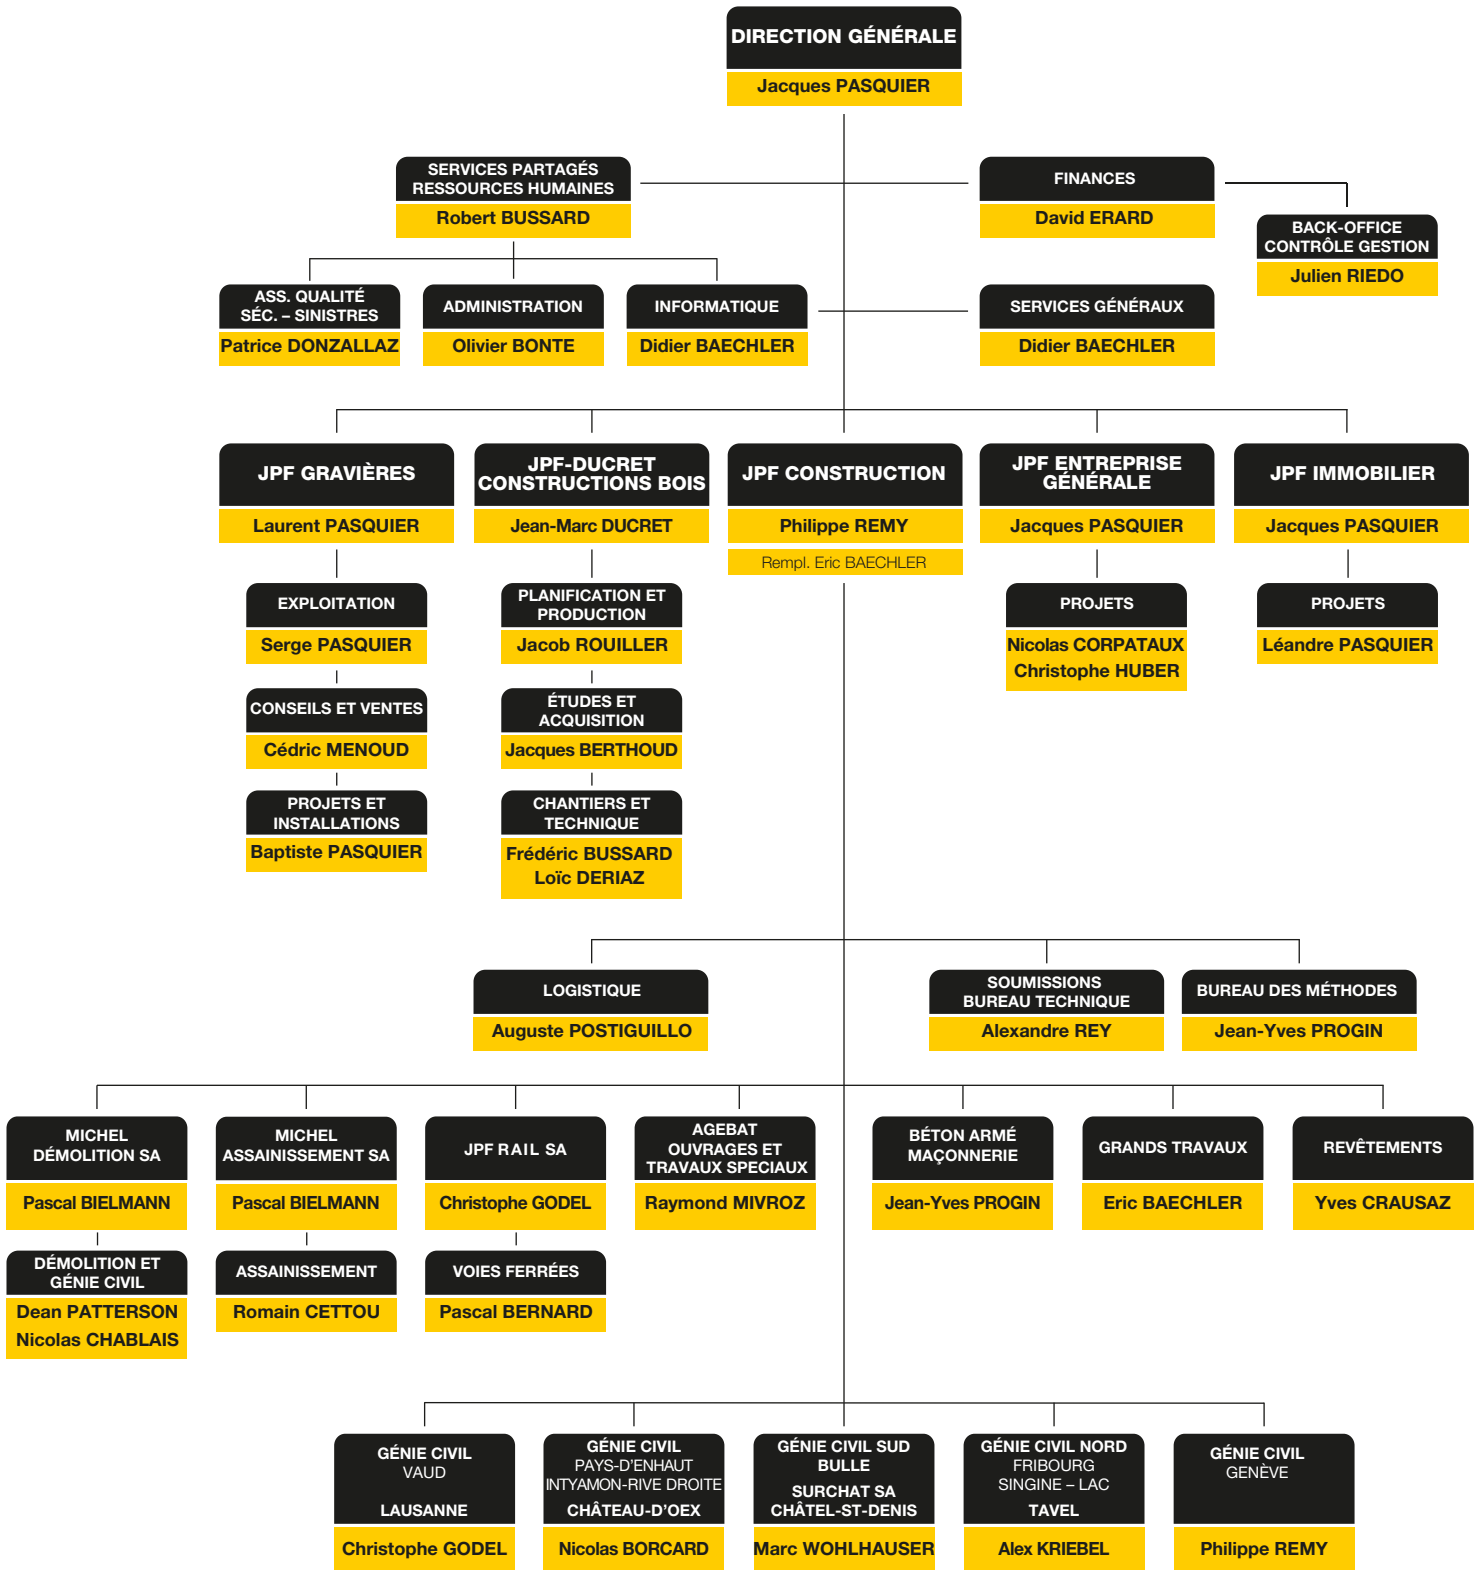 DIRECTION GÉNÉRALE
Jacques PASQUIER
SERVICES PARTAGÉS
RESSOURCES HUMAINES
Robert BUSSARD
FINANCES
David ERARD
BACK-OFFICE
CONTRÔLE GESTION
Julien RIEDO
ASS. QUALITÉ
SÉC. – SINISTRES
Patrice DONZALLAZ
ADMINISTRATION
Olivier BONTE
INFORMATIQUE
Didier BAECHLER
SERVICES GÉNÉRAUX
Didier BAECHLER
JPF GRAVIÈRES
Laurent PASQUIER
JPF-DUCRET
CONSTRUCTIONS BOIS
Jean-Marc DUCRET
JPF CONSTRUCTION
Philippe REMY
Rempl. Eric BAECHLER
JPF ENTREPRISE
GÉNÉRALE
Jacques PASQUIER
JPF IMMOBILIER
Jacques PASQUIER
EXPLOITATION
Serge PASQUIER
PLANIFICATION ET
PRODUCTION
Jacob ROUILLER
PROJETS
Nicolas CORPATAUX
Christophe HUBER
PROJETS
Léandre PASQUIER
CONSEILS ET VENTES
Cédric MENOUD
ÉTUDES ET
ACQUISITION
Jacques BERTHOUD
PROJETS ET
INSTALLATIONS
Baptiste PASQUIER
CHANTIERS ET
TECHNIQUE
Frédéric BUSSARD
Loïc DERIAZ
LOGISTIQUE
Auguste POSTIGUILLO
SOUMISSIONS
BUREAU TECHNIQUE
Alexandre REY
BUREAU DES MÉTHODES
Jean-Yves PROGIN
MICHEL
DÉMOLITION SA
Pascal BIELMANN
MICHEL
ASSAINISSEMENT SA
Pascal BIELMANN
JPF RAIL SA
Christophe GODEL
AGEBAT
OUVRAGES ET
TRAVAUX SPECIAUX
Raymond MIVROZ
BÉTON ARMÉ
MAÇONNERIE
Jean-Yves PROGIN
GRANDS TRAVAUX
Eric BAECHLER
REVÊTEMENTS
Yves CRAUSAZ
DÉMOLITION ET
GÉNIE CIVIL
Dean PATTERSON
Nicolas CHABLAIS
ASSAINISSEMENT
Romain CETTOU
VOIES FERRÉES
Pascal BERNARD
GÉNIE CIVIL
VAUD
LAUSANNE
Christophe GODEL
GÉNIE CIVIL
PAYS-D'ENHAUT
INTYAMON-RIVE DROITE
CHÂTEAU-D'OEX
Nicolas BORCARD
GÉNIE CIVIL SUD
BULLE
SURCHAT SA
CHÂTEL-ST-DENIS
Marc WOHLHAUSER
GÉNIE CIVIL NORD
FRIBOURG
SINGINE – LAC
TAVEL
Alex KRIEBEL
GÉNIE CIVIL
GENÈVE
Philippe REMY